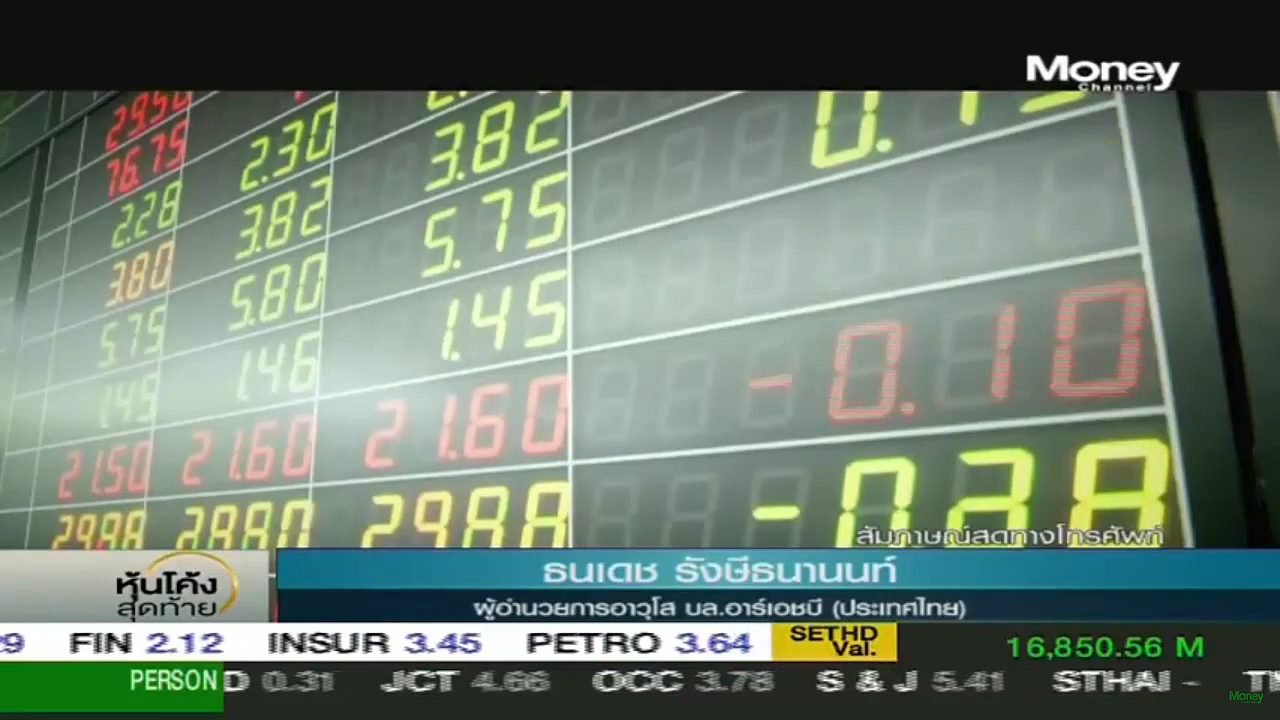 Money
Channel
29.50
76.75 2.30 3.82
2.28 3.82 5.75
3.80 5.80 1.45
5.75 1.46
1.45
21.50 21.60 21.60 -0.10
สัมภาษณ์สดทางโทรศัพท์
หุ้นโค้ง
สุดท้าย
ธนเดช รังษีธนานนท์
ผู้อำนวยการอาวุโส บล.อาร์เอชบี (ประเทศไทย)
9 FIN 2.12 INSUR 3.45 PETRO 3.64 SETHD Val. 16,850.56 M
PERSON D 0.31 JCT 4.66 OCC 3.78 S & J 5.41 STHAI -
Money